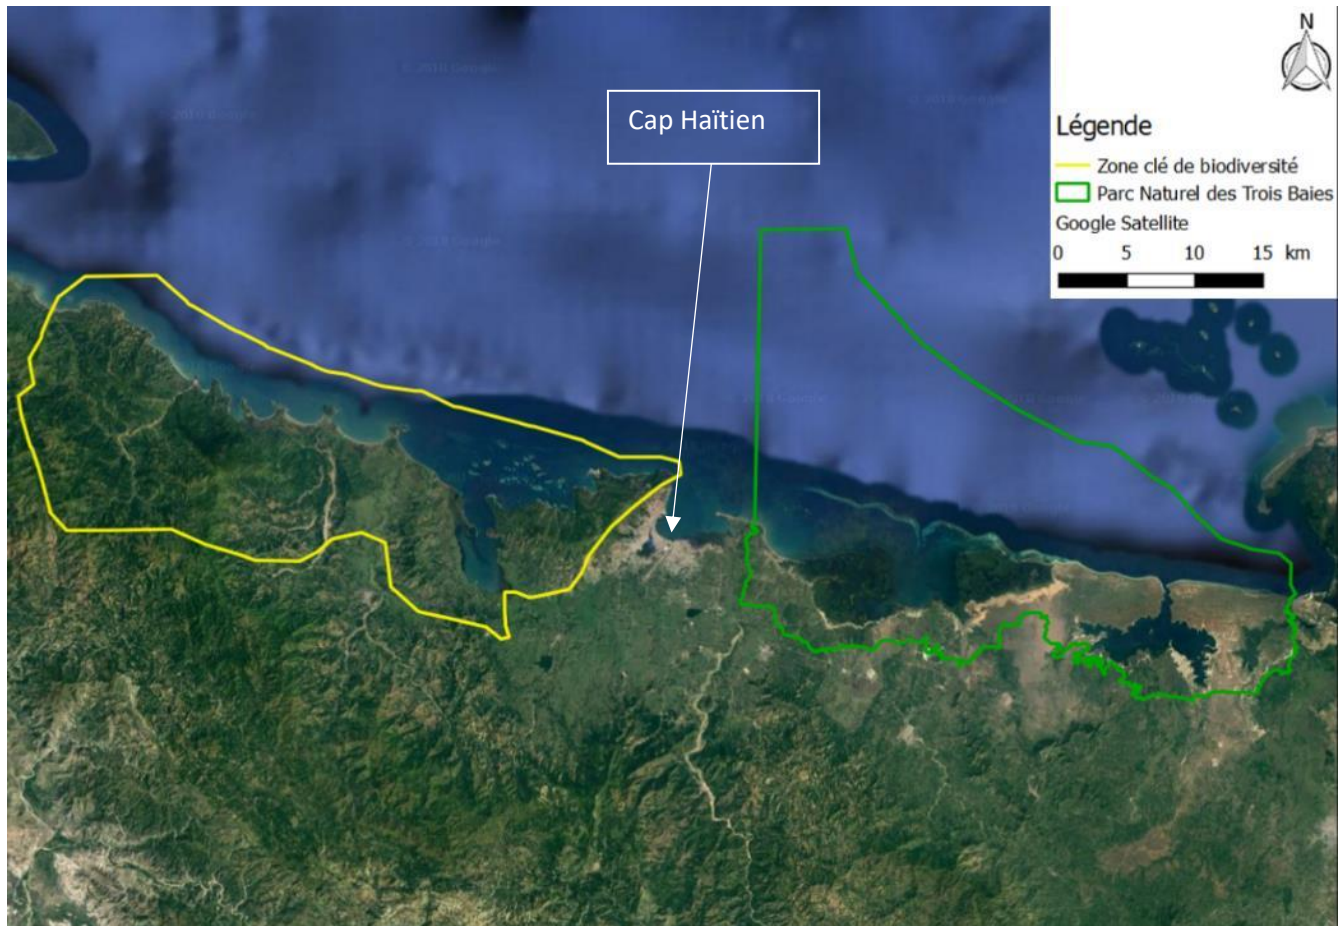 Cap Haïtien
N
Légende
Zone clé de biodiversité
Parc Naturel des Trois Baies
Google Satellite
0 5 10 15 km